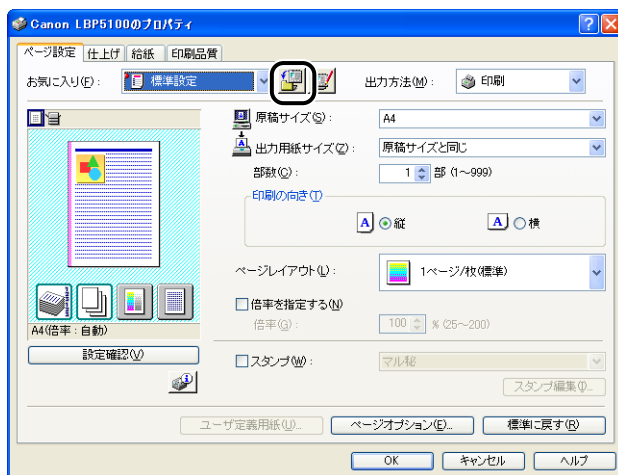 Canon LBP5100のプロパティ
ページ設定 仕上げ 給紙 印刷品質
お気に入り(F): 標準設定 出力方法(M): 印刷
原稿サイズ(S): A4
出力用紙サイズ(Z): 原稿サイズと同じ
部数(C): 1 部 (1~999)
印刷の向き(T)
A 縦 A 横
ページレイアウト(L): 1ページ/枚(標準)
倍率を指定する(N)
倍率(G): 100 % (25~200)
A4(倍率:自動)
設定確認(V)
スタンプ(W): マル秘
スタンプ編集(I)...
ユーザ定義用紙(U)... ページオプション(E)... 標準に戻す(R)
OK キャンセル ヘルプ